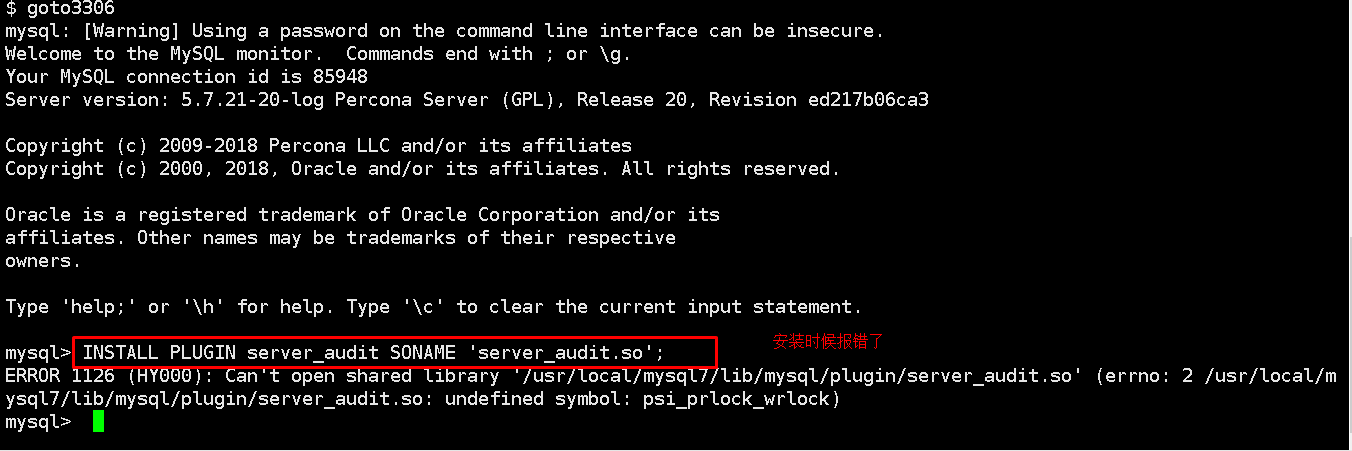 $ goto3306
mysql: [Warning] Using a password on the command line interface can be insecure.
Welcome to the MySQL monitor.  Commands end with ; or \g.
Your MySQL connection id is 85948
Server version: 5.7.21-20-log Percona Server (GPL), Release 20, Revision ed217b06ca3
Copyright (c) 2009-2018 Percona LLC and/or its affiliates
Copyright (c) 2000, 2018, Oracle and/or its affiliates. All rights reserved.
Oracle is a registered trademark of Oracle Corporation and/or its
affiliates. Other names may be trademarks of their respective
owners.
Type 'help;' or '\h' for help. Type '\c' to clear the current input statement.
mysql> INSTALL PLUGIN server_audit SONAME 'server_audit.so'; 安装时候报错了
ERROR 1126 (HY000): Can't open shared library '/usr/local/mysql7/lib/mysql/plugin/server_audit.so' (errno: 2 /usr/local/m
ysql7/lib/mysql/plugin/server_audit.so: undefined symbol: psi_prlock_wrlock)
mysql>